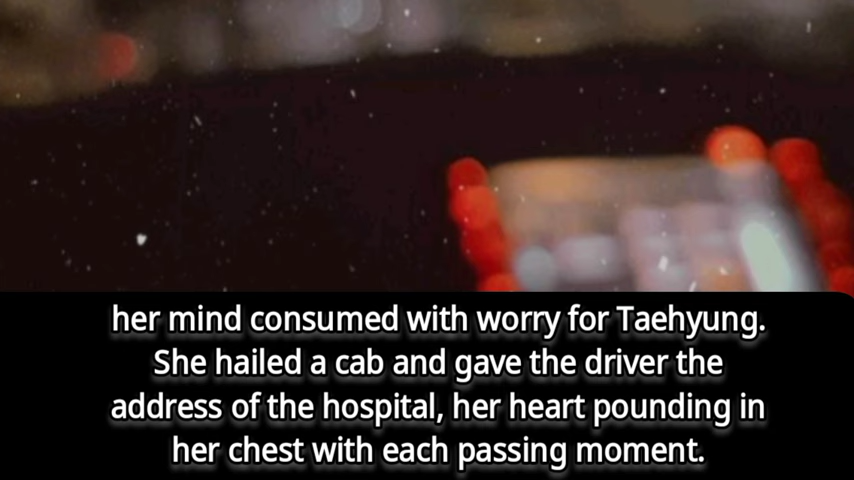 her mind consumed with worry for Taehyung.
She hailed a cab and gave the driver the
address of the hospital, her heart pounding in
her chest with each passing moment.